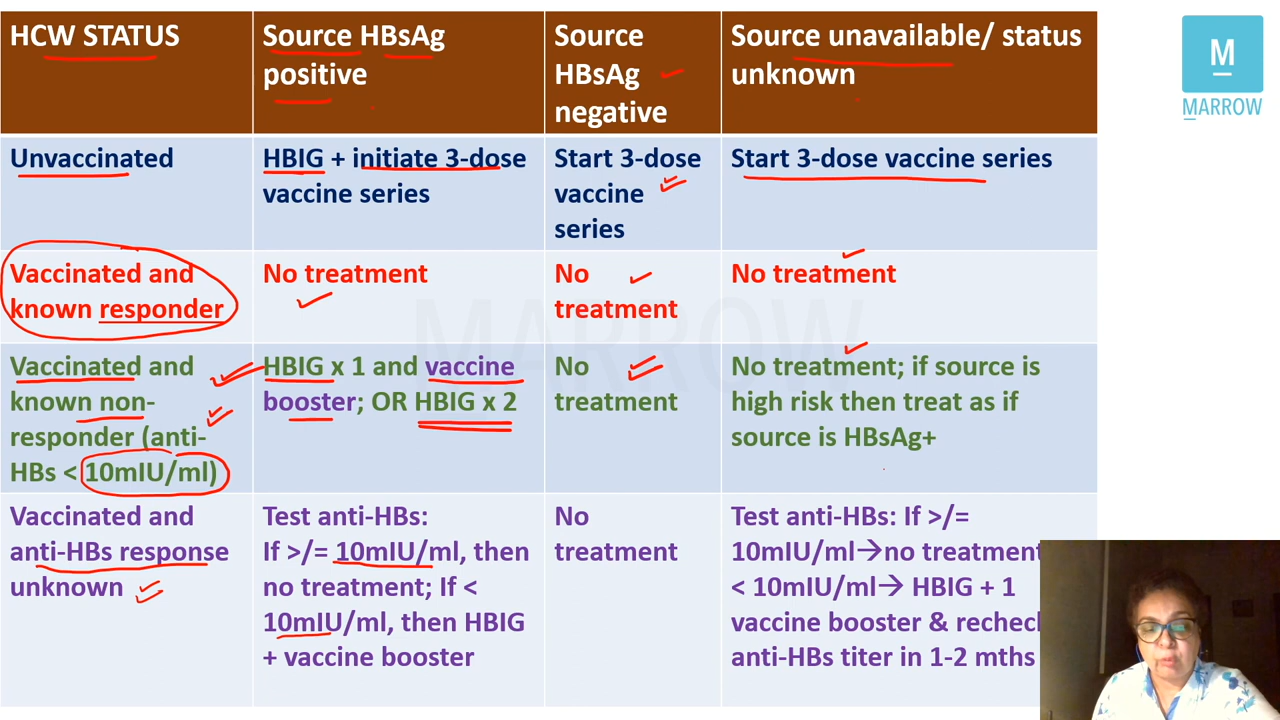 HCW STATUS
Source HBsAg
positive
Source
HBsAg
negative
Source unavailable/ status
unknown
M
MARROW
Unvaccinated
HBIG + initiate 3-dose
vaccine series
Start 3-dose
vaccine
series
Start 3-dose vaccine series
Vaccinated and
known responder
No treatment
No
treatment
No treatment
MARROW
Vaccinated and
known non-
responder (anti-
HBs < 10mIU/ml)
HBIG x 1 and vaccine
booster; OR HBIG x 2
No
treatment
No treatment; if source is
high risk then treat as if
source is HBsAg+
Vaccinated and
anti-HBs response
unknown
Test anti-HBs:
If >/= 10mIU/ml, then
no treatment; If <
10mIU/ml, then HBIG
+ vaccine booster
No
treatment
Test anti-HBs: If >/=
10mIU/ml→no treatment
< 10mIU/ml→ HBIG + 1
vaccine booster & rechec
anti-HBs titer in 1-2 mths